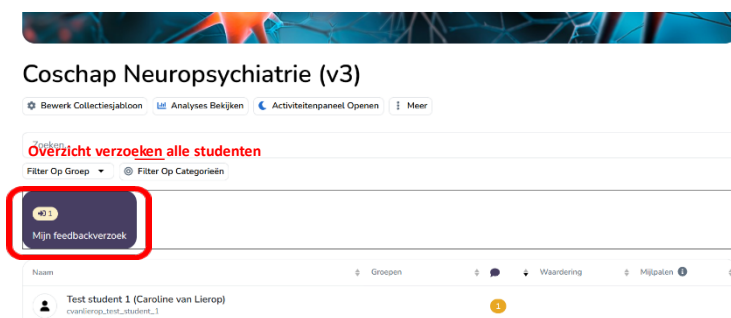 Coschap Neuropsychiatrie (v3)
Bewerk Collectiesjabloon Analyses Bekijken Activiteitenpaneel Openen Meer
Zoeken
Overzicht verzoeken alle studenten
Filter Op Groep Filter Op Categorieën
1
Mijn feedbackverzoek
Naam Groepen Waardering Mijlpalen
Test student 1 (Caroline van Lierop)
1
cvanlierop_test_student_1